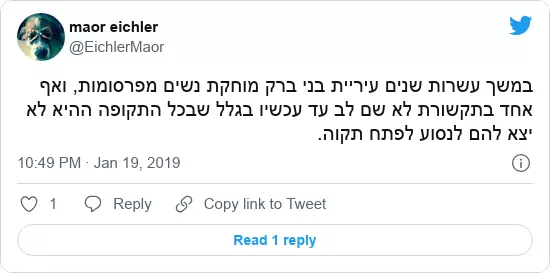 maor eichler
@EichlerMaor
במשך עשרות שנים עיריית בני ברק מוחקת נשים מפרסומות, ואף
אחד בתקשורת לא שם לב עד עכשיו בגלל שבכל התקופה ההיא לא
יצא להם לנסוע לפתח תקוה.
10:49 PM · Jan 19, 2019
1 Reply Copy link to Tweet
Read 1 reply